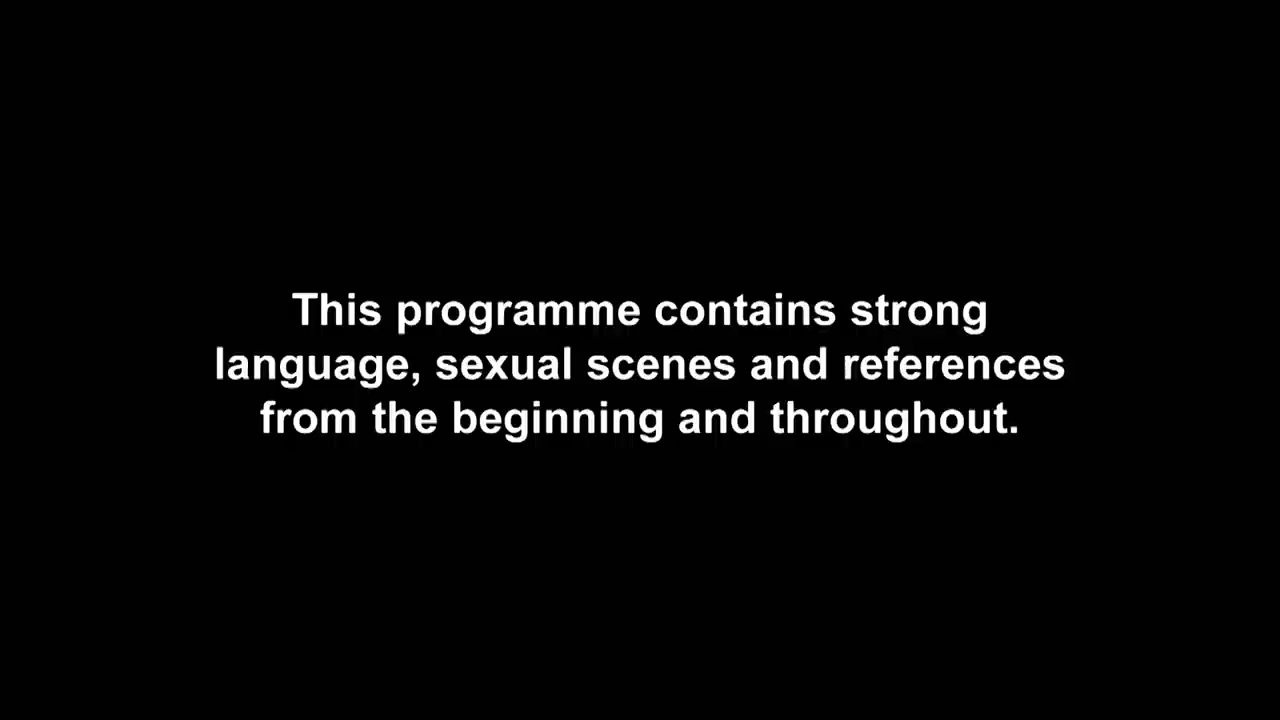 This programme contains strong
language, sexual scenes and references
from the beginning and throughout.